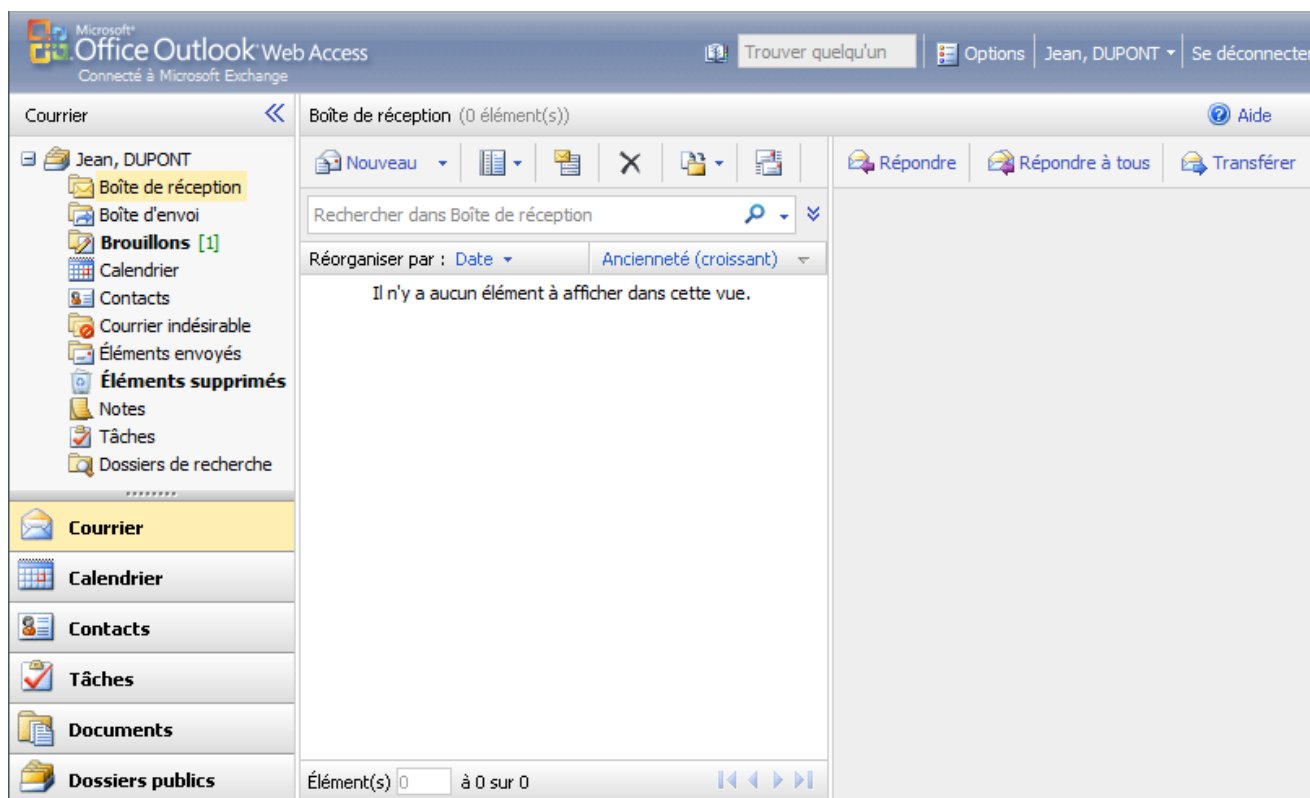 Microsoft®
Office Outlook® Web Access
Connecté à Microsoft Exchange
Trouver quelqu'un
Options
Jean, DUPONT
Se déconnecter
Courrier
Boîte de réception (0 élément(s))
Aide
Jean, DUPONT
Boîte de réception
Boîte d'envoi
Brouillons [1]
Calendrier
Contacts
Courrier indésirable
Éléments envoyés
Éléments supprimés
Notes
Tâches
Dossiers de recherche
Nouveau
Répondre
Répondre à tous
Transférer
Rechercher dans Boîte de réception
Réorganiser par : Date
Ancienneté (croissant)
Il n'y a aucun élément à afficher dans cette vue.
Courrier
Calendrier
Contacts
Tâches
Documents
Dossiers publics
Élément(s) 0 à 0 sur 0